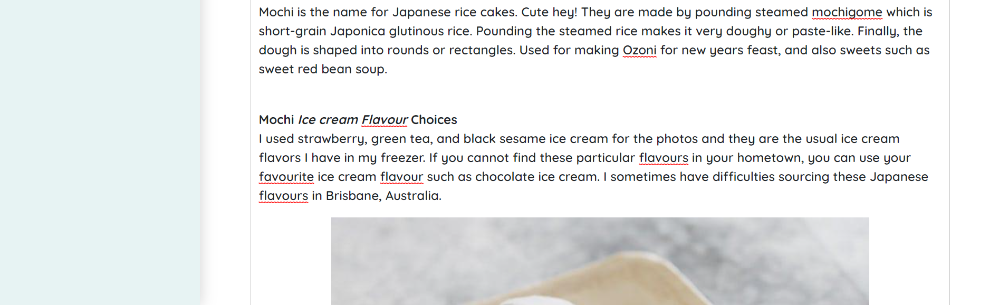 Mochi is the name for Japanese rice cakes. Cute hey! They are made by pounding steamed mochigome which is
short-grain Japonica glutinous rice. Pounding the steamed rice makes it very doughy or paste-like. Finally, the
dough is shaped into rounds or rectangles. Used for making Ozoni for new years feast, and also sweets such as
sweet red bean soup.
Mochi Ice cream Flavour Choices
I used strawberry, green tea, and black sesame ice cream for the photos and they are the usual ice cream
flavors I have in my freezer. If you cannot find these particular flavours in your hometown, you can use your
favourite ice cream flavour such as chocolate ice cream. I sometimes have difficulties sourcing these Japanese
flavours in Brisbane, Australia.